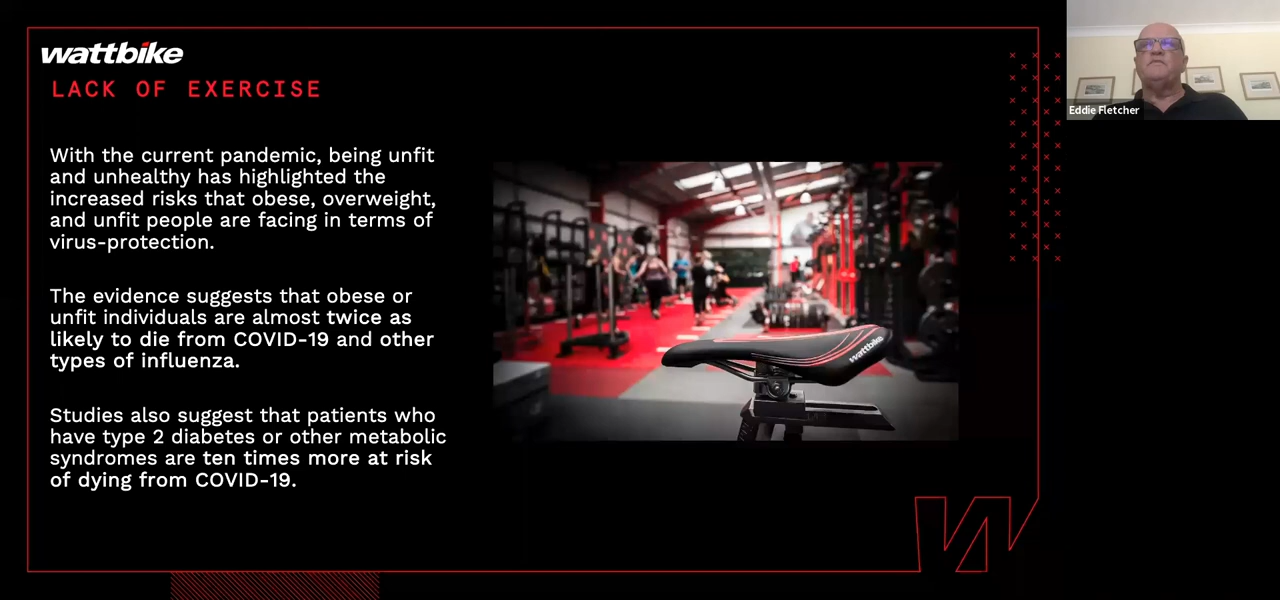 wattbike
LACK OF EXERCISE
With the current pandemic, being unfit
and unhealthy has highlighted the
increased risks that obese, overweight,
and unfit people are facing in terms of
virus-protection.
The evidence suggests that obese or
unfit individuals are almost twice as
likely to die from COVID-19 and other
types of influenza.
Studies also suggest that patients who
have type 2 diabetes or other metabolic
syndromes are ten times more at risk
of dying from COVID-19.
wattbike
W
Eddie Fletcher